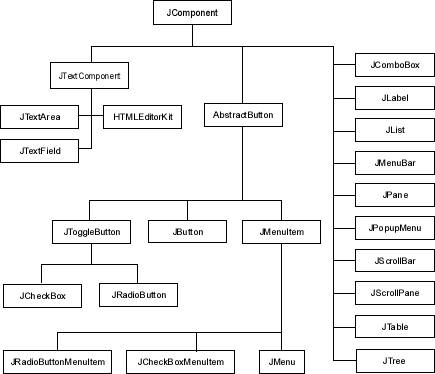 JComponent
JTextComponent
JComboBox
JLabel
JTextArea
HTMLEditorKit
AbstractButton
JList
JTextField
JMenuBar
JPane
JToggleButton
JButton
JMenuItem
JPopupMenu
JScrollBar
JCheckBox
JRadioButton
JScrollPane
JTable
JRadioButtonMenuItem
JCheckBoxMenuItem
JMenu
JTree